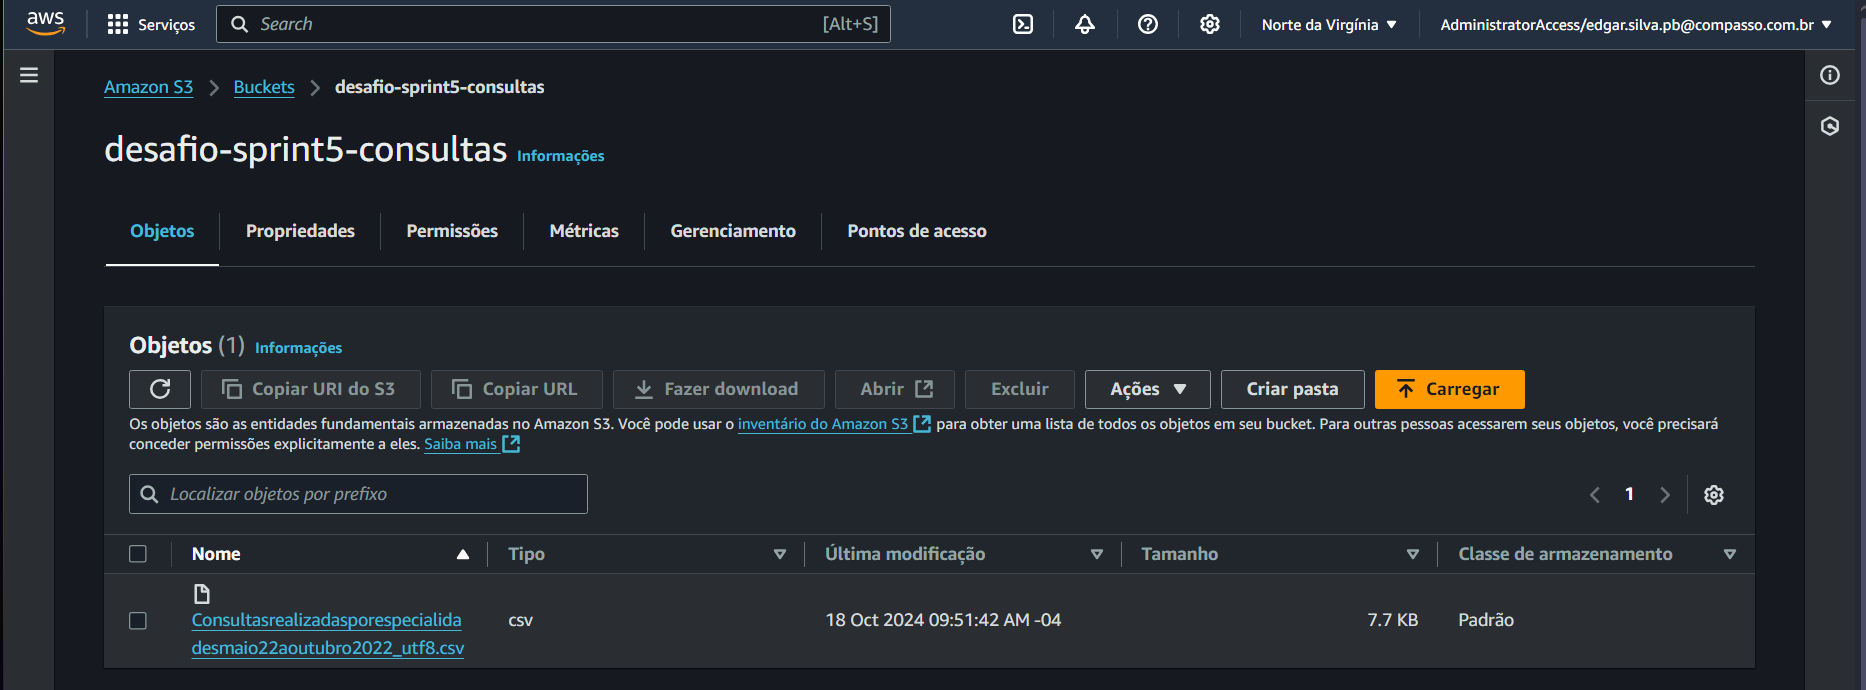 aws Serviços Search [Alt+S] Norte da Virgínia AdministratorAccess/edgar.silva.pb@compasso.com.br
Amazon S3 Buckets desafio-sprint5-consultas
desafio-sprint5-consultas Informações
Objetos Propriedades Permissões Métricas Gerenciamento Pontos de acesso
Objetos (1) Informações
Copiar URI do S3 Copiar URL Fazer download Abrir Excluir Ações Criar pasta Carregar
Os objetos são as entidades fundamentais armazenadas no Amazon S3. Você pode usar o inventário do Amazon S3 para obter uma lista de todos os objetos em seu bucket. Para outras pessoas acessarem seus objetos, você precisará
conceder permissões explicitamente a eles. Saiba mais
Localizar objetos por prefixo 1
Nome Tipo Última modificação Tamanho Classe de armazenamento
Consultasrealizadasporespecialida csv 18 Oct 2024 09:51:42 AM -04 7.7 KB Padrão
desmaio22aoutubro2022_utf8.csv